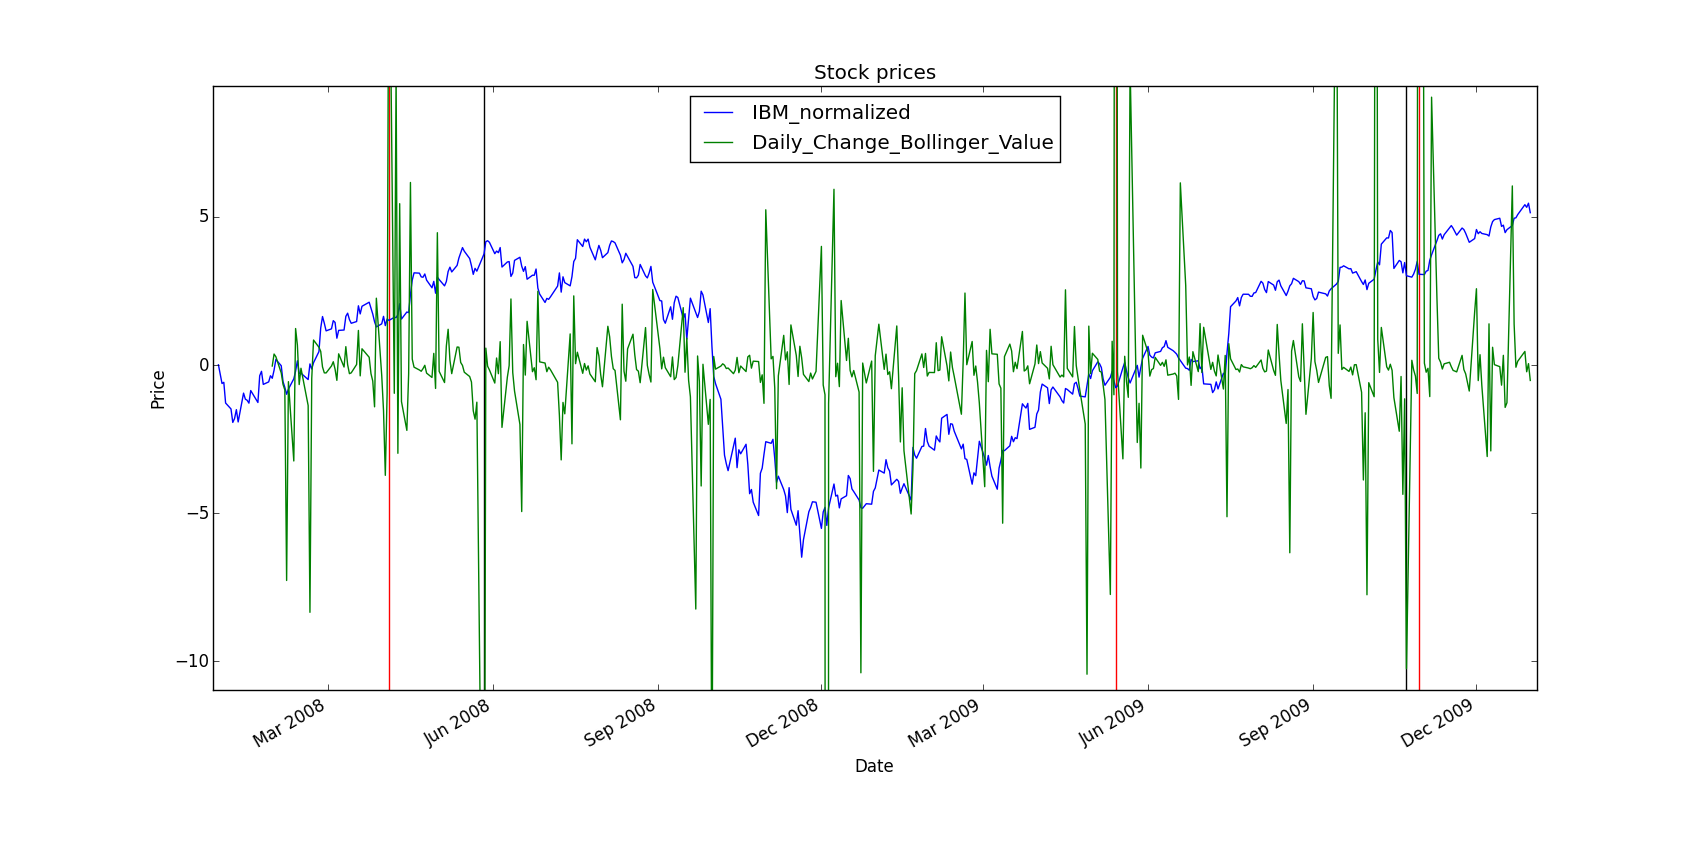 Stock prices
IBM_normalized
Daily_Change_Bollinger_Value
Price
5
0
−5
−10
Mar 2008
Jun 2008
Sep 2008
Dec 2008
Mar 2009
Jun 2009
Sep 2009
Dec 2009
Date